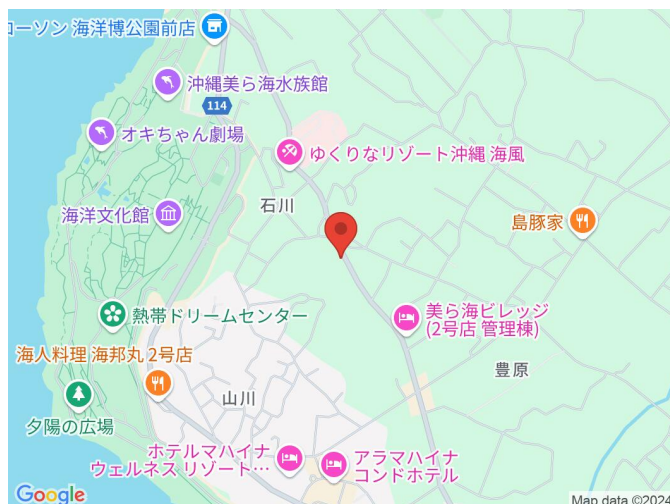 ローソン 海洋博公園前店
沖縄美ら海水族館
114
オキちゃん劇場
ゆくりなリゾート沖縄 海風
石川
海洋文化館
島豚家
熱帯ドリームセンター
美ら海ビレッジ
(2号店 管理棟)
海人料理 海邦丸 2号店
豊原
山川
夕陽の広場
ホテルマハイナ
ウェルネス リゾート…
アラマハイナ
コンドホテル
Google
Map data ©2024